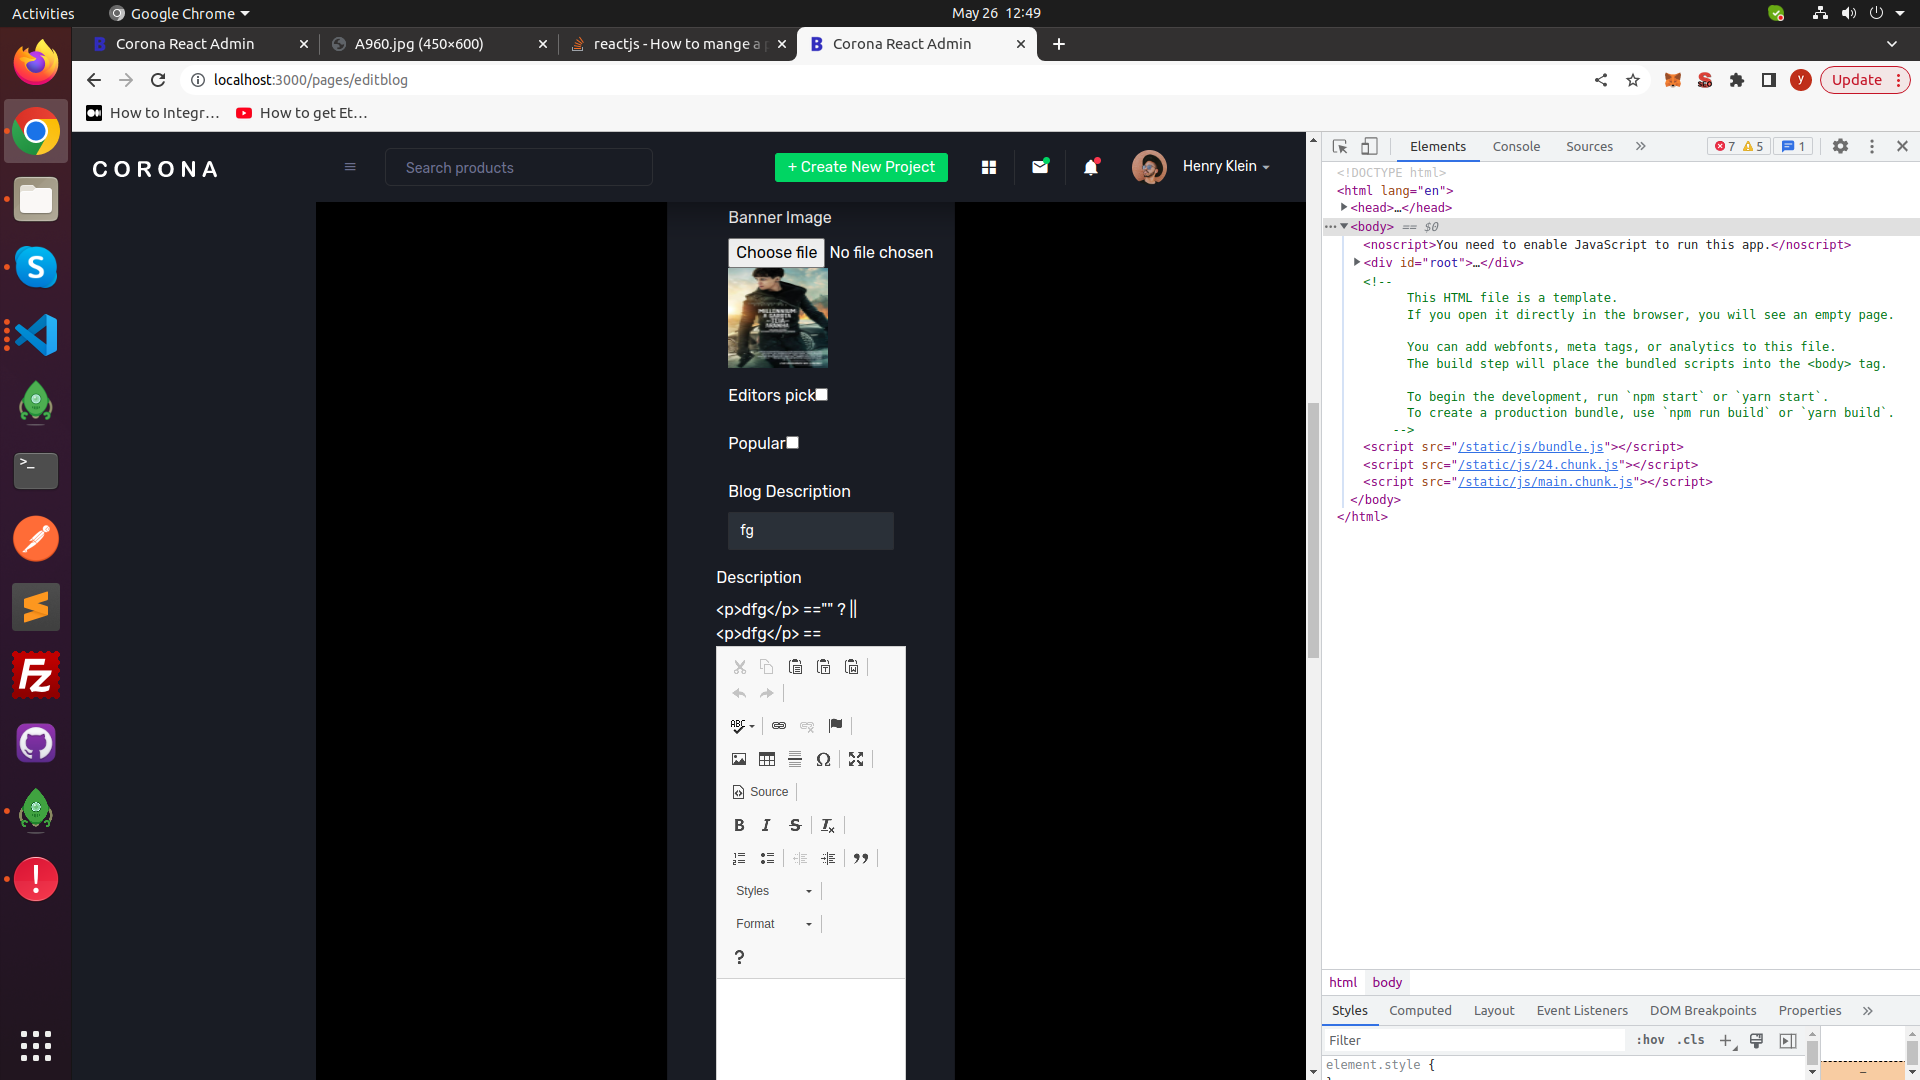 Activities
Google Chrome
May 26  12:49
Corona React Admin
A960.jpg (450×600)
reactjs - How to mange a
Corona React Admin
localhost:3000/pages/editblog
Update
How to Integr…
How to get Et…
CORONA
Search products
+ Create New Project
Henry Klein
Banner Image
Choose file No file chosen
MILLENNIUM
Editors pick
Popular
Blog Description
fg
Description
<p>dfg</p> =="" ? ||
<p>dfg</p> ==
Source
B I S
Styles
Format
?
Elements
Console
Sources
7 5
1
<!DOCTYPE html>
<html lang="en">
<head>…</head>
<body> == $0
<noscript>You need to enable JavaScript to run this app.</noscript>
<div id="root">…</div>
<!--
This HTML file is a template.
If you open it directly in the browser, you will see an empty page.
You can add webfonts, meta tags, or analytics to this file.
The build step will place the bundled scripts into the <body> tag.
To begin the development, run `npm start` or `yarn start`.
To create a production bundle, use `npm run build` or `yarn build`.
-->
<script src="/static/js/bundle.js"></script>
<script src="/static/js/24.chunk.js"></script>
<script src="/static/js/main.chunk.js"></script>
</body>
</html>
html body
Styles
Computed
Layout
Event Listeners
DOM Breakpoints
Properties
Filter
:hov .cls
element.style {